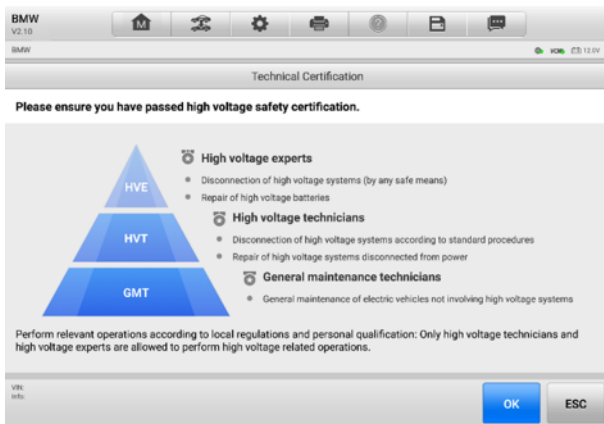 BMW
V2.10
M
?
BMW
VCMI
12.0V
Technical Certification
Please ensure you have passed high voltage safety certification.
HVE
High voltage experts
Disconnection of high voltage systems (by any safe means)
Repair of high voltage batteries
HVT
High voltage technicians
Disconnection of high voltage systems according to standard procedures
Repair of high voltage systems disconnected from power
GMT
General maintenance technicians
General maintenance of electric vehicles not involving high voltage systems
Perform relevant operations according to local regulations and personal qualification: Only high voltage technicians and
high voltage experts are allowed to perform high voltage related operations.
VIN:
Info:
OK
ESC